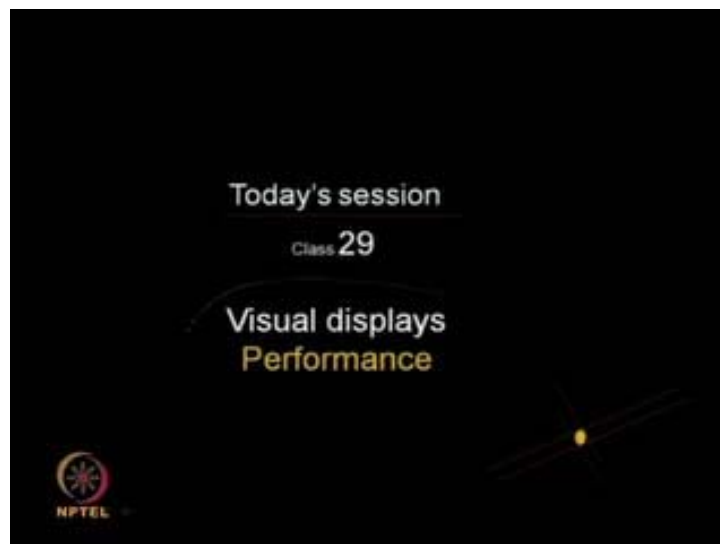 Today's session
Class 29
Visual displays
Performance
NPTEL